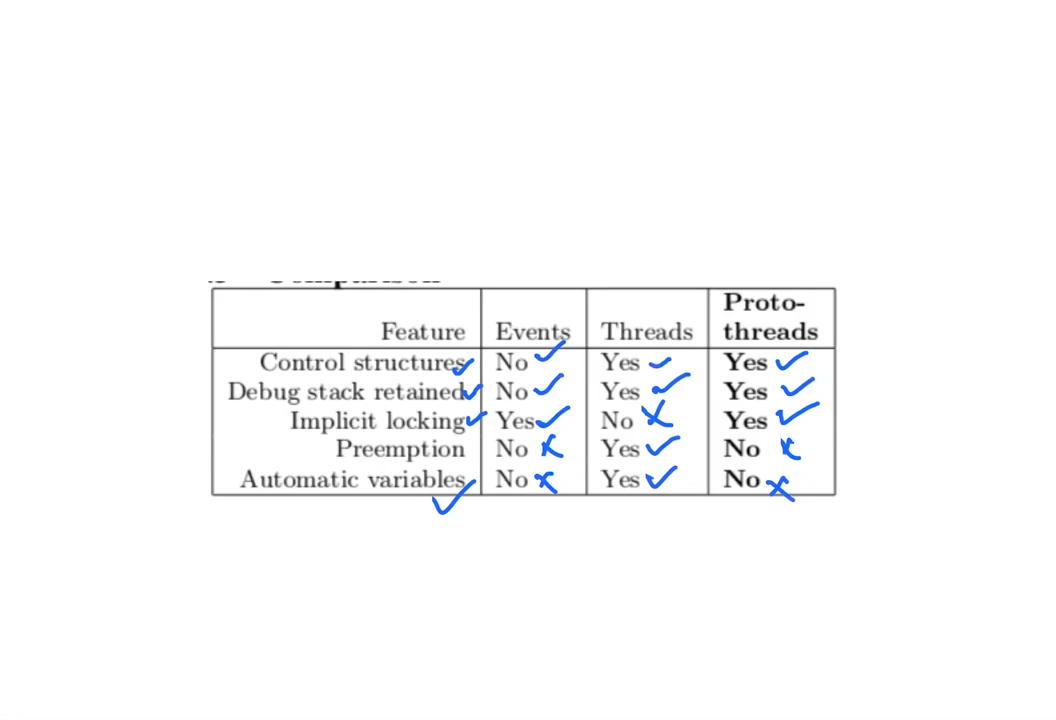 Feature Events Threads Proto-threads
Control structures No Yes Yes
Debug stack retained No Yes Yes
Implicit locking Yes No Yes
Preemption No Yes No
Automatic variables No Yes No